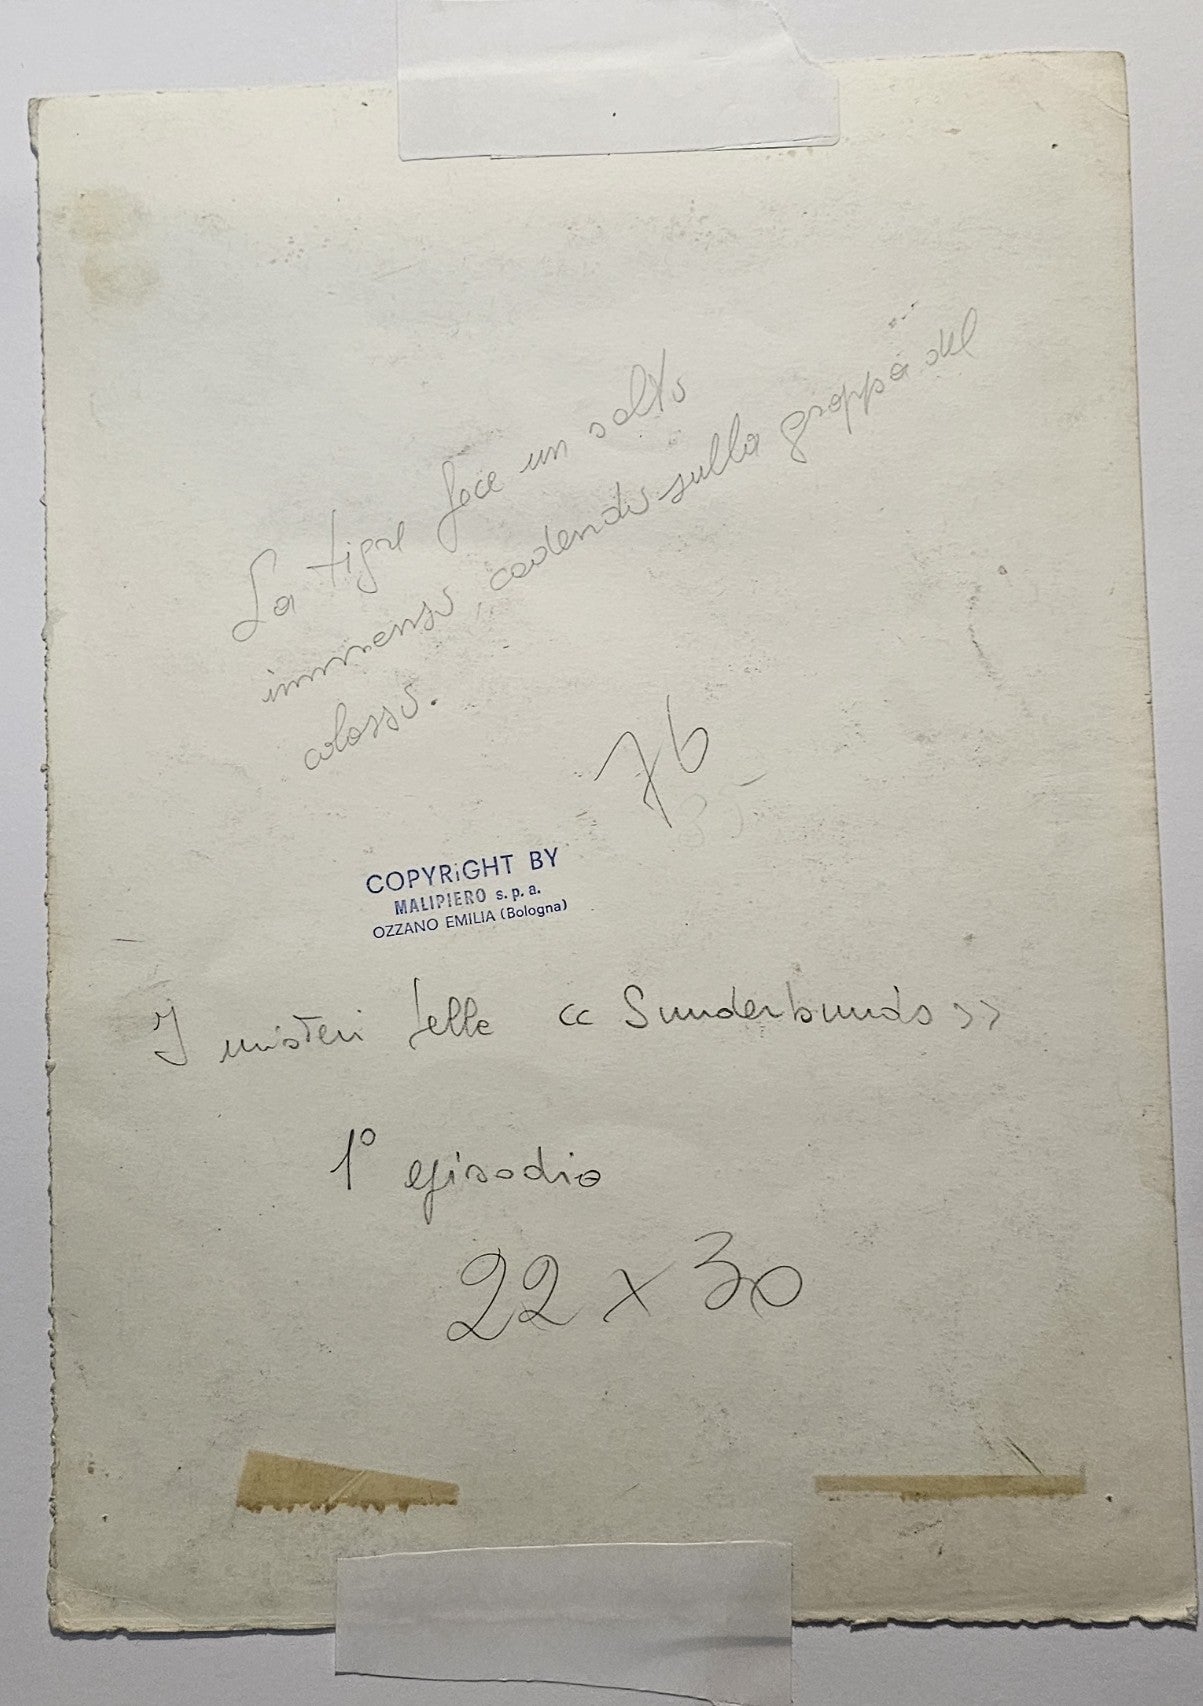 La tigre fece un salto
immenso, cadendo sulla groppa del
colosso.
76
35
COPYRiGHT BY
MALIPIERO s.p.a.
OZZANO EMILIA (Bologna)
I misteri delle << Sunderbunds >>
1° episodio
22 x 30